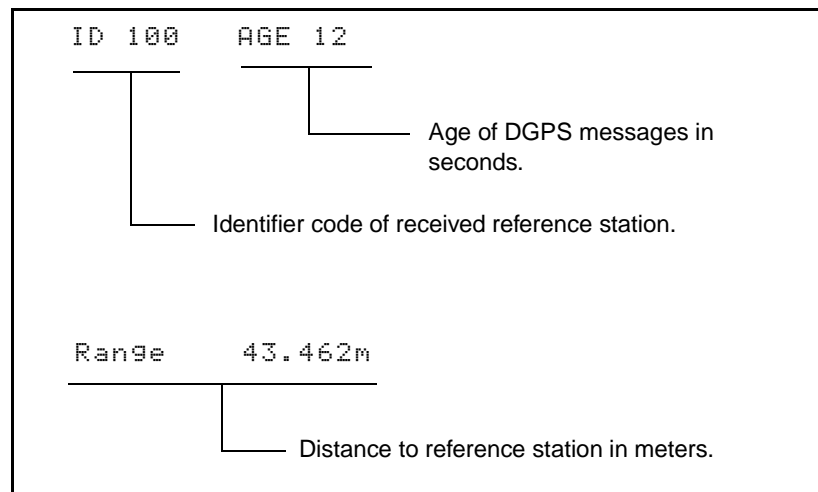 ID 100 AGE 12
Age of DGPS messages in
seconds.
Identifier code of received reference station.
Range 43.462m
Distance to reference station in meters.